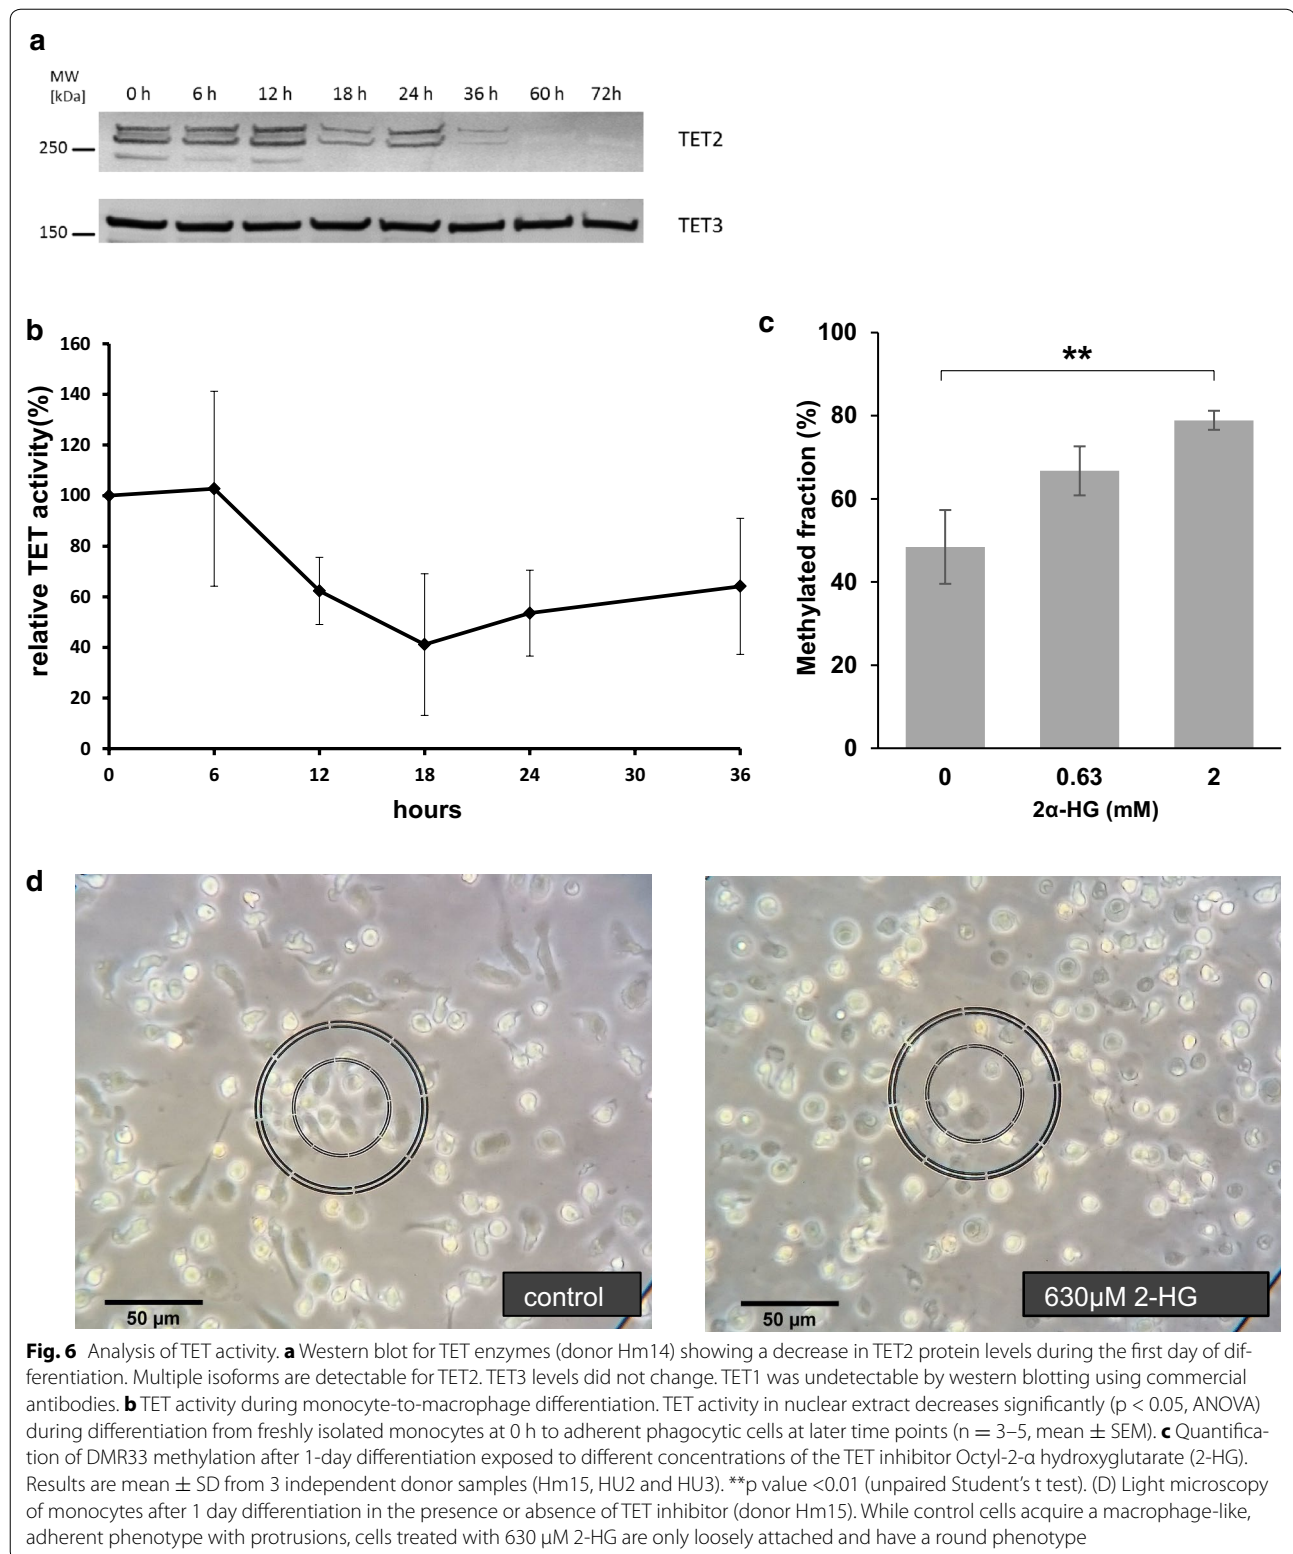 a
MW
[kDa]
0 h 6 h 12 h 18 h 24 h 36 h 60 h 72h
250
TET2
150
TET3
b
relative TET activity(%)
160
140
120
100
80
60
40
20
0
0 6 12 18 24 30 36
hours
c
Methylated fraction (%)
100
80
60
40
20
0
**
0 0.63 2
2α-HG (mM)
d
control
50 µm
630µM 2-HG
50 µm
Fig. 6 Analysis of TET activity. a Western blot for TET enzymes (donor Hm14) showing a decrease in TET2 protein levels during the first day of dif-
ferentiation. Multiple isoforms are detectable for TET2. TET3 levels did not change. TET1 was undetectable by western blotting using commercial
antibodies. b TET activity during monocyte-to-macrophage differentiation. TET activity in nuclear extract decreases significantly (p < 0.05, ANOVA)
during differentiation from freshly isolated monocytes at 0 h to adherent phagocytic cells at later time points (n = 3–5, mean ± SEM). c Quantifica-
tion of DMR33 methylation after 1-day differentiation exposed to different concentrations of the TET inhibitor Octyl-2-α hydroxyglutarate (2-HG).
Results are mean ± SD from 3 independent donor samples (Hm15, HU2 and HU3). **p value <0.01 (unpaired Student's t test). (D) Light microscopy
of monocytes after 1 day differentiation in the presence or absence of TET inhibitor (donor Hm15). While control cells acquire a macrophage-like,
adherent phenotype with protrusions, cells treated with 630 µM 2-HG are only loosely attached and have a round phenotype